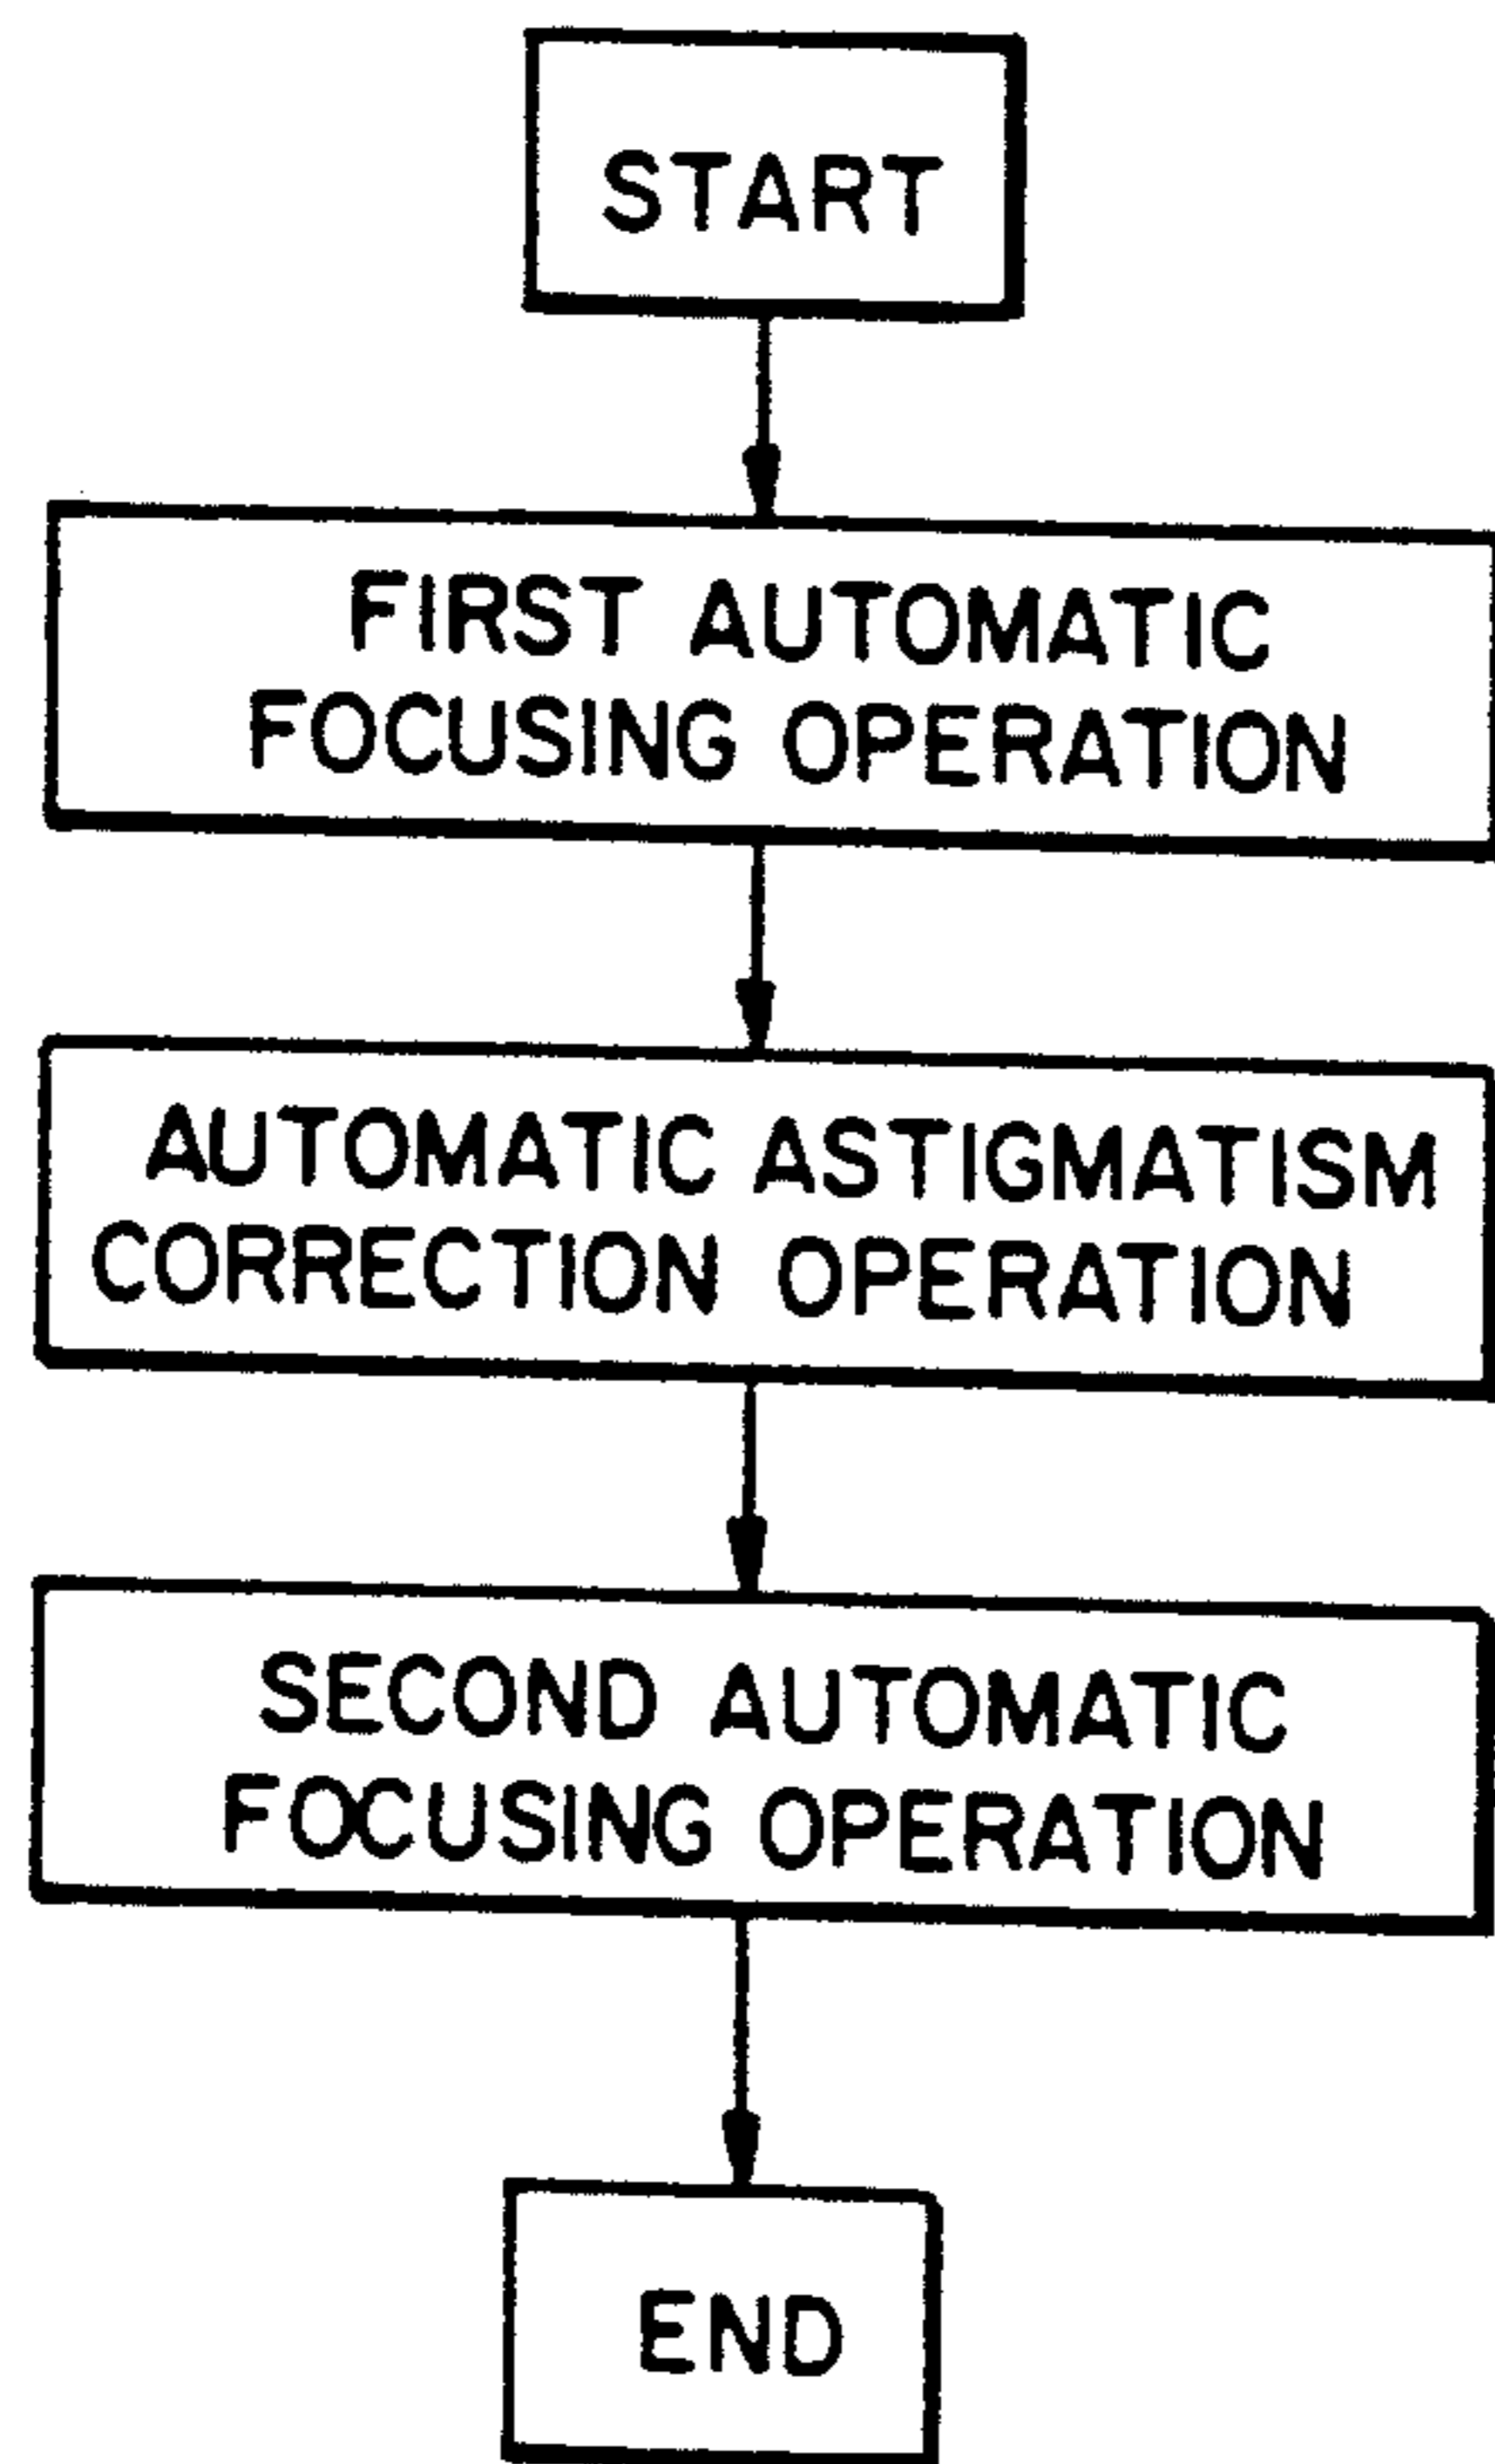 START
FIRST AUTOMATIC
FOCUSING OPERATION
AUTOMATIC ASTIGMATISM
CORRECTION OPERATION
SECOND AUTOMATIC
FOCUSING OPERATION
END